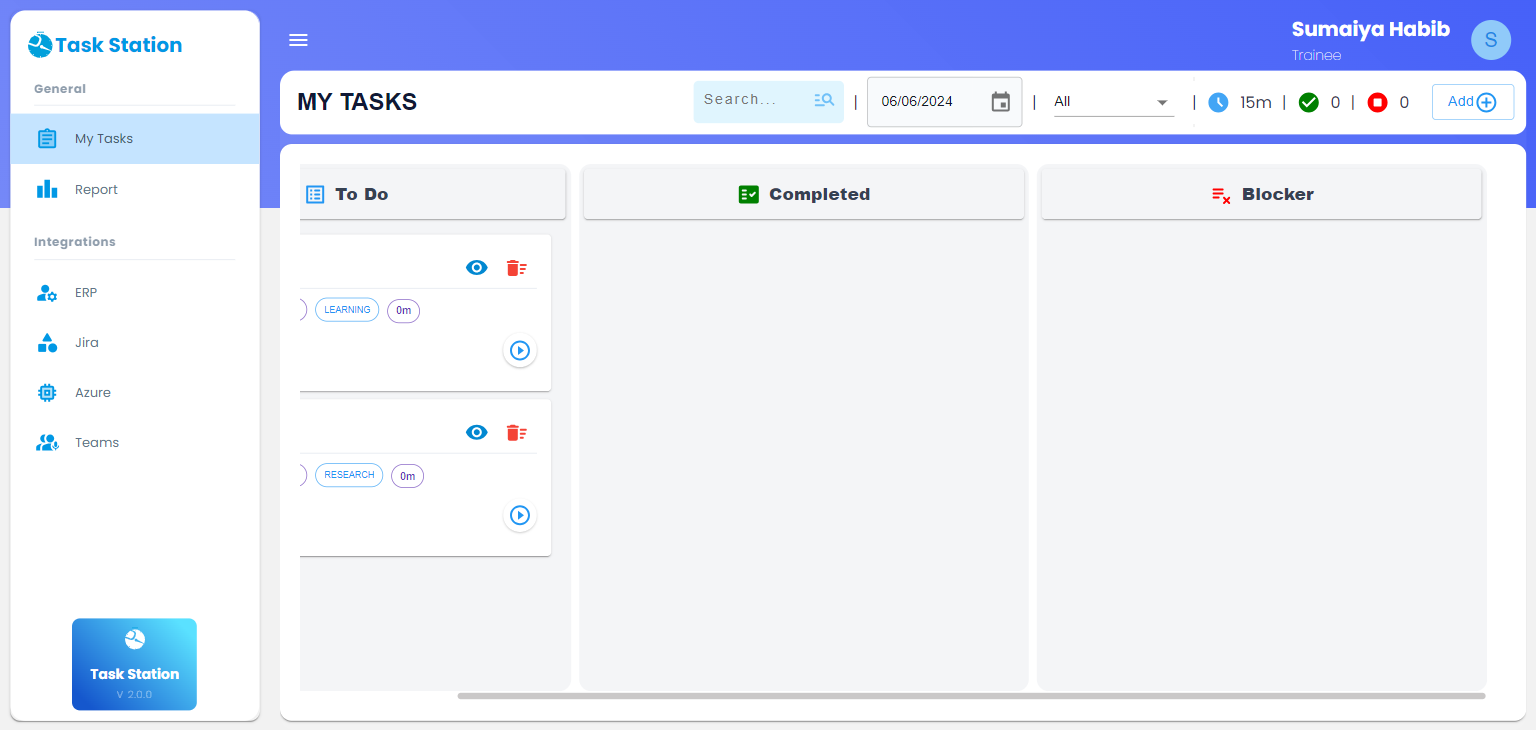 Task Station
General
My Tasks
Report
Integrations
ERP
Jira
Azure
Teams
Task Station
V 2.0.0
Sumaiya Habib
Trainee
S
MY TASKS
Search...
| 06/06/2024 | All | 15m | 0 | 0
Add
To Do
LEARNING 0m
RESEARCH 0m
Completed
Blocker